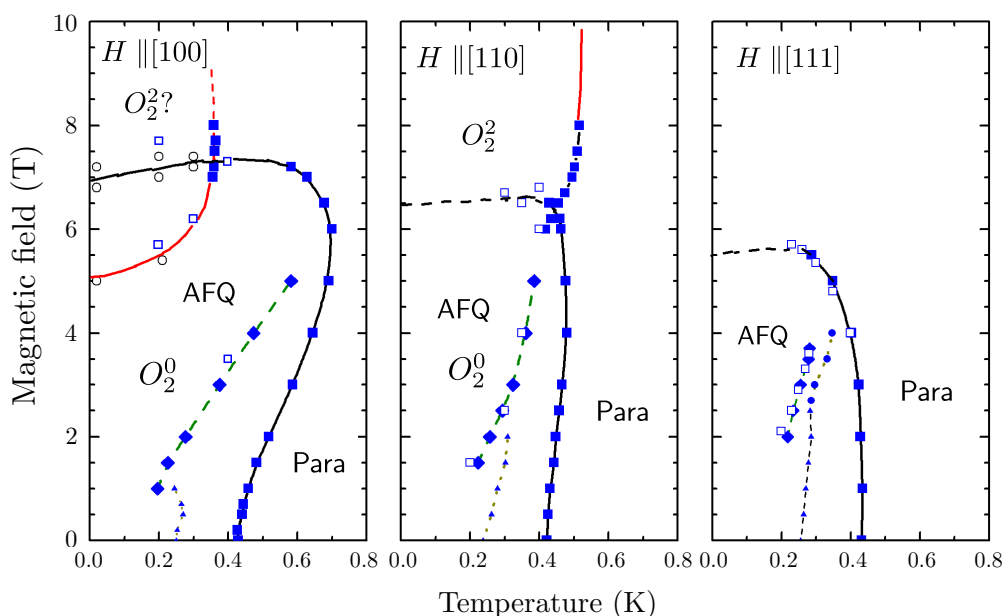 10
8
6
4
2
0
Magnetic field (T)
H ∥[100]
O₂²?
AFQ
O₂⁰
Para
0.0 0.2 0.4 0.6 0.8
H ∥[110]
O₂²
AFQ
O₂⁰
Para
0.0 0.2 0.4 0.6 0.8
H ∥[111]
AFQ
Para
0.0 0.2 0.4 0.6 0.8
Temperature (K)